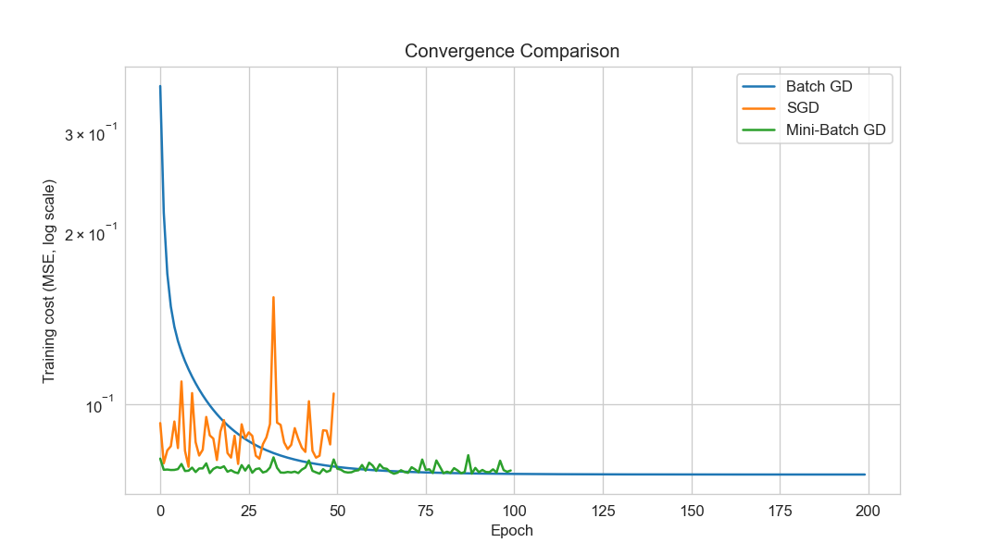 Convergence Comparison
Batch GD
SGD
Mini-Batch GD
Training cost (MSE, log scale)
3 × 10⁻¹
2 × 10⁻¹
10⁻¹
0 25 50 75 100 125 150 175 200
Epoch